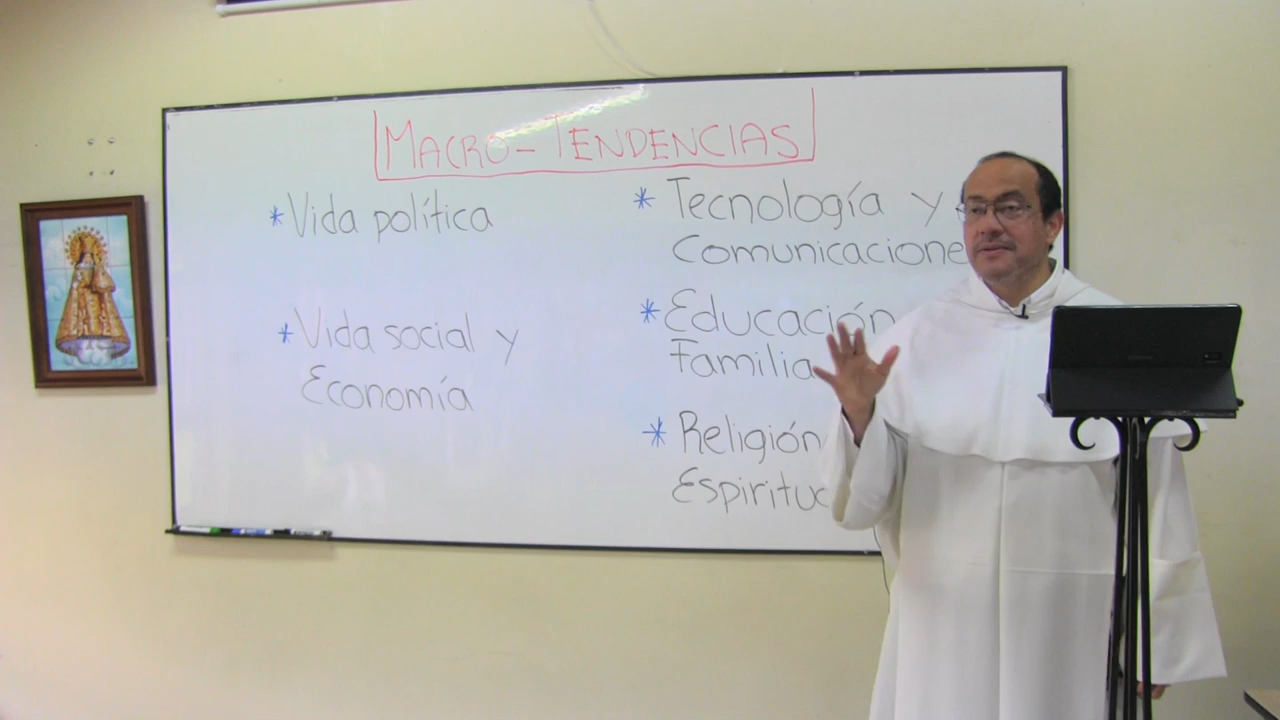 MACRO-TENDENCIAS
*Vida política
*Vida social y
Economía
* Tecnología y
Comunicacione
* Educación
Familia
* Religión